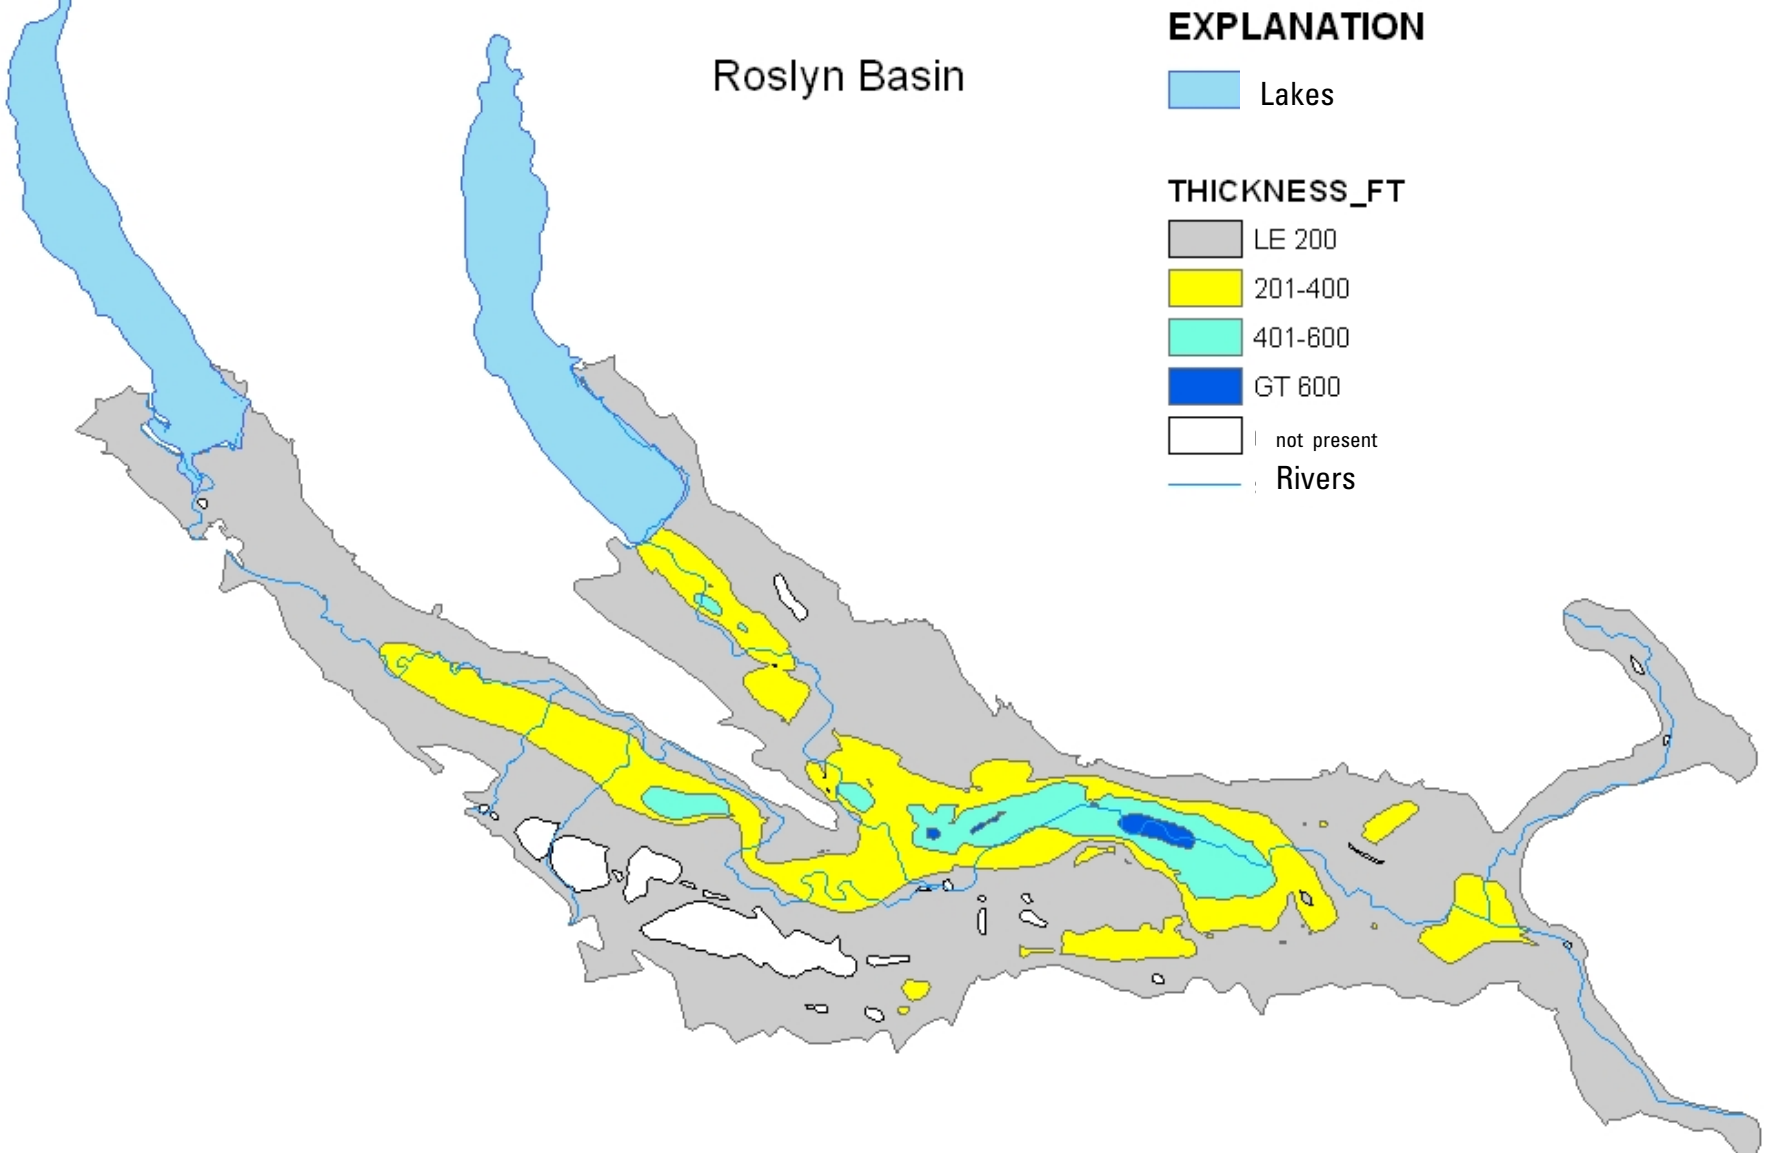 Roslyn Basin
EXPLANATION
Lakes
THICKNESS_FT
LE 200
201-400
401-600
GT 600
not present
Rivers